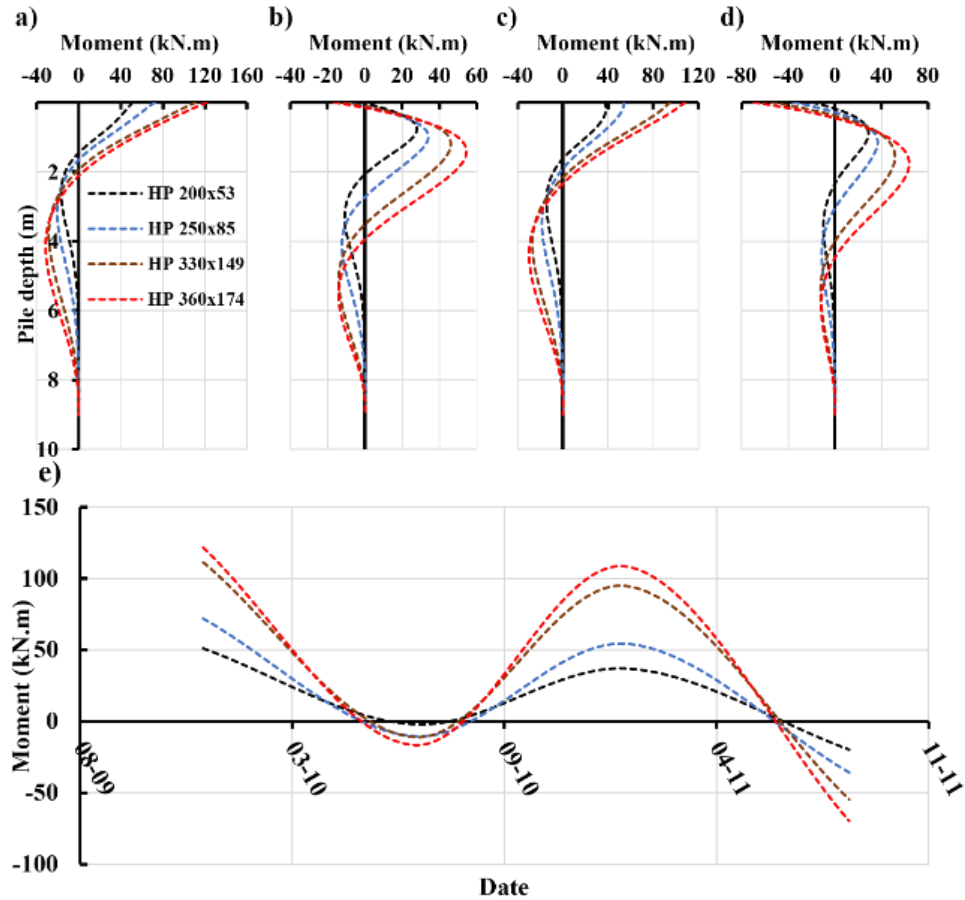 a) b) c) d)
Moment (kN.m) Moment (kN.m) Moment (kN.m) Moment (kN.m)
-40 0 40 80 120 160 -40 -20 0 20 40 60 -40 0 40 80 120 -80 -40 0 40 80
2
4
6
8
10
Pile depth (m)
HP 200x53
HP 250x85
HP 330x149
HP 360x174
e)
150
100
50
0
-50
-100
Moment (kN.m)
08-09 03-10 09-10 04-11 11-11
Date